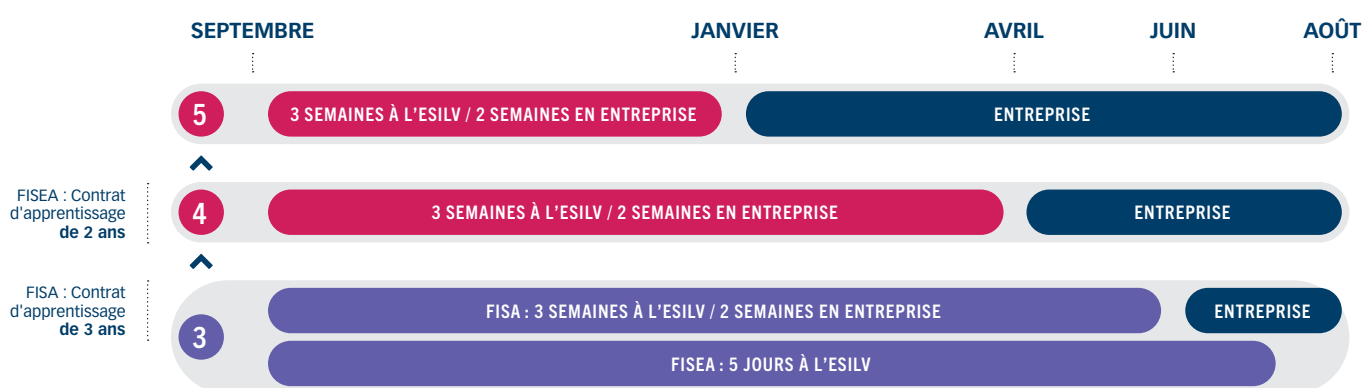 SEPTEMBRE JANVIER AVRIL JUIN AOÛT
5 3 SEMAINES À L’ESILV / 2 SEMAINES EN ENTREPRISE ENTREPRISE
FISEA : Contrat
d'apprentissage
de 2 ans
4 3 SEMAINES À L’ESILV / 2 SEMAINES EN ENTREPRISE ENTREPRISE
FISA : Contrat
d'apprentissage
de 3 ans
3
FISA : 3 SEMAINES À L’ESILV / 2 SEMAINES EN ENTREPRISE ENTREPRISE
FISEA : 5 JOURS À L’ESILV